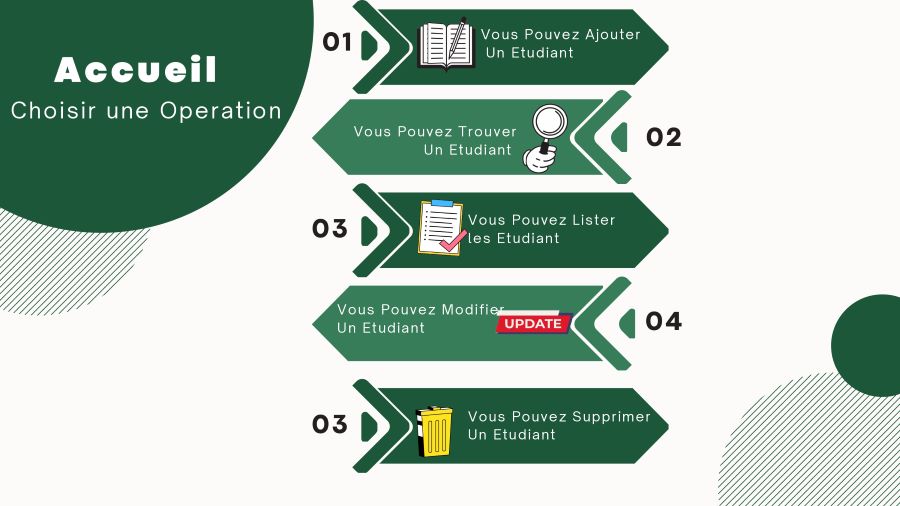 Accueil
Choisir une Operation
01
Vous Pouvez Ajouter
Un Etudiant
Vous Pouvez Trouver
Un Etudiant
02
03
Vous Pouvez Lister
les Etudiant
Vous Pouvez Modifier
Un Etudiant
UPDATE
04
03
Vous Pouvez Supprimer
Un Etudiant